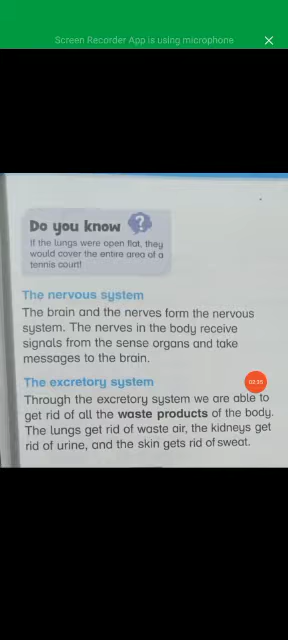 Screen Recorder App is using microphone
Do you know ?
If the lungs were open flat, they
would cover the entire area of a
tennis court!
The nervous system
The brain and the nerves form the nervous
system. The nerves in the body receive
signals from the sense organs and take
messages to the brain.
The excretory system
Through the excretory system we are able to
get rid of all the waste products of the body.
The lungs get rid of waste air, the kidneys get
rid of urine, and the skin gets rid of sweat.